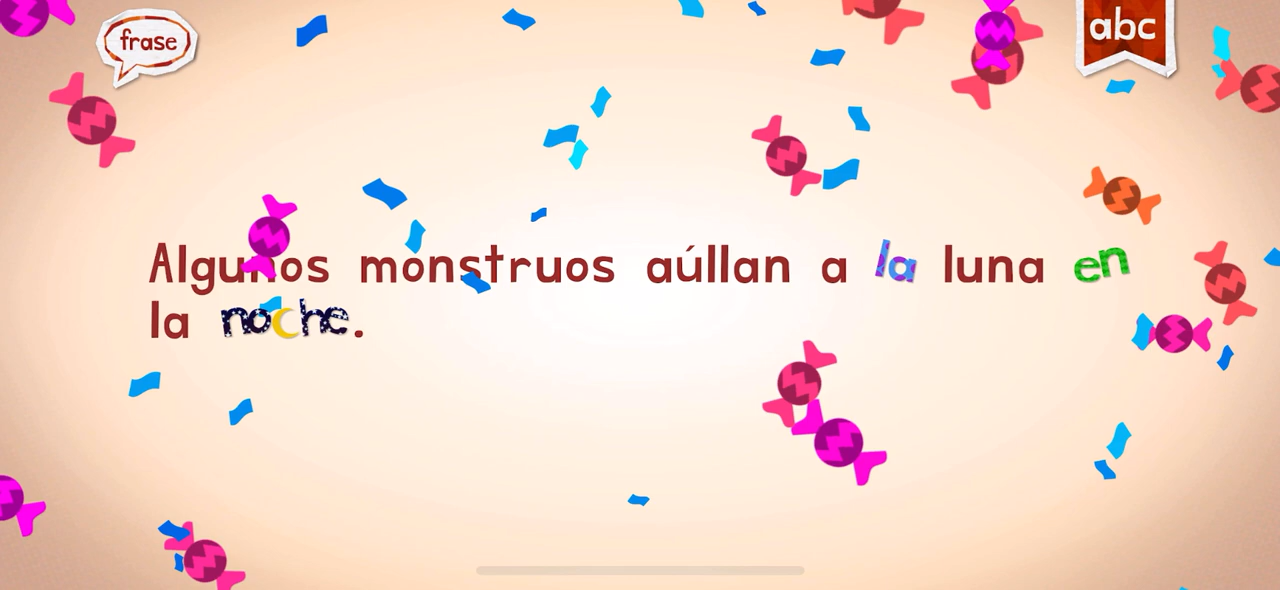 frase
abc
Algunos monstruos aúllan a la luna en
la noche.